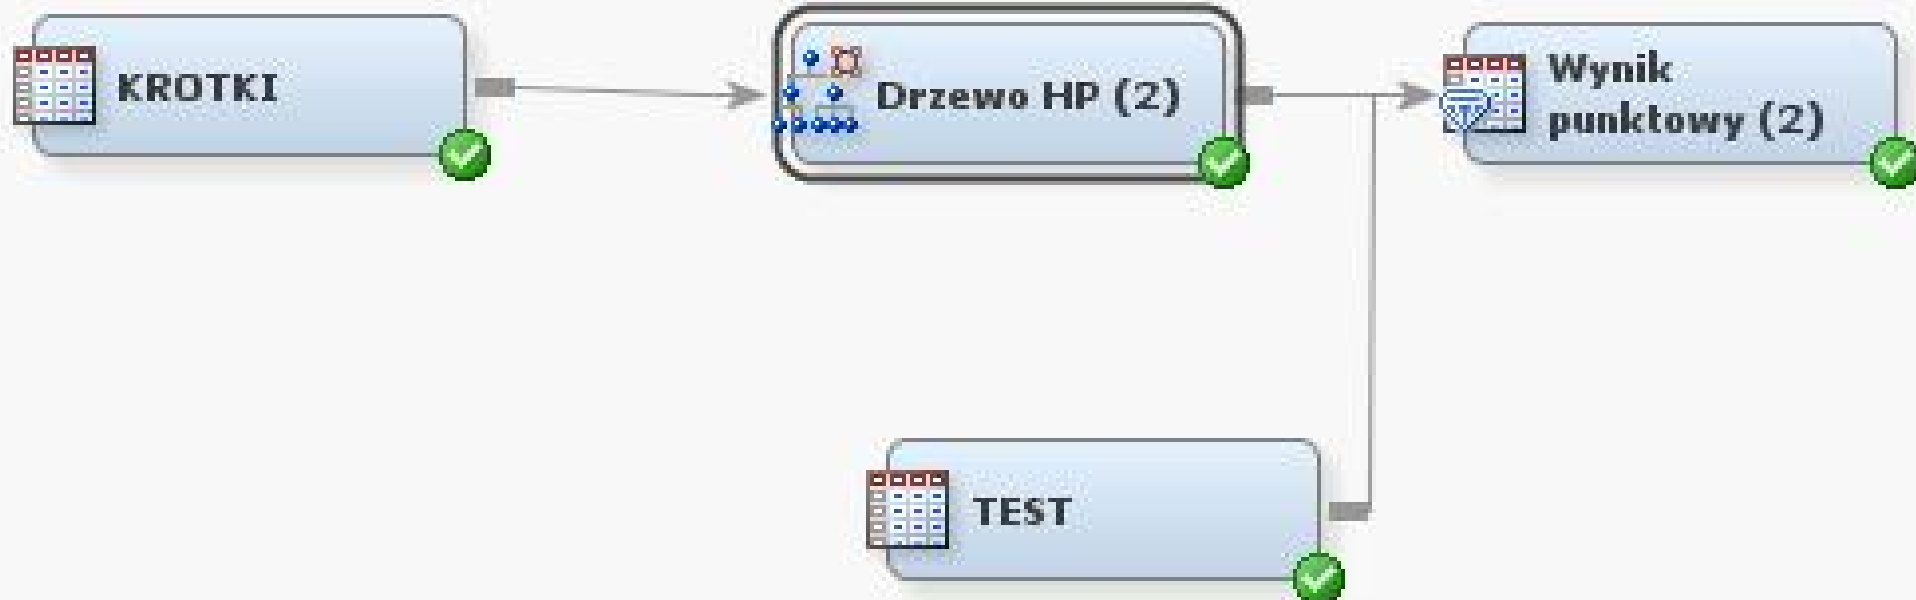 KROTKI
Drzewo HP (2)
Wynik
punktowy (2)
TEST